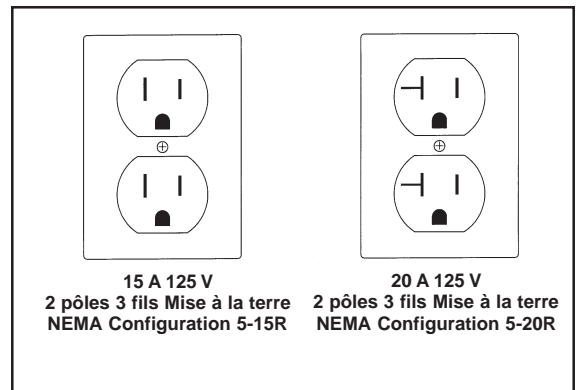 15 A 125 V
2 pôles 3 fils Mise à la terre
NEMA Configuration 5-15R
20 A 125 V
2 pôles 3 fils Mise à la terre
NEMA Configuration 5-20R